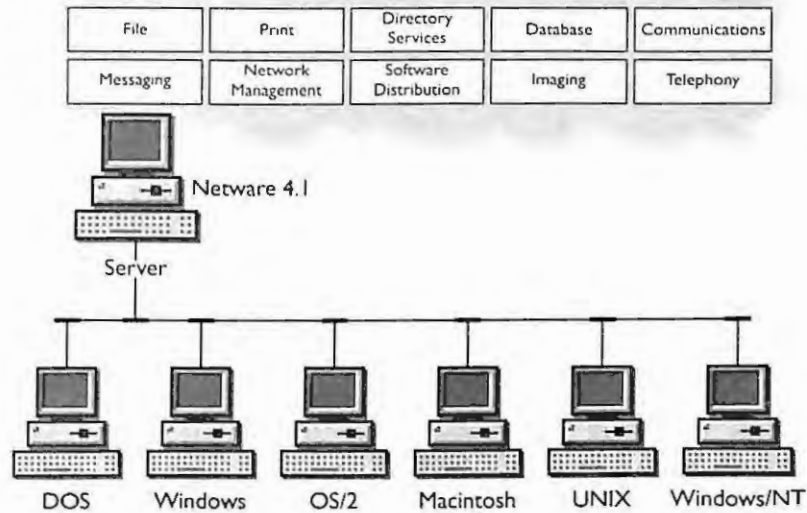 File
Print
Directory
Services
Database
Communications
Messaging
Network
Management
Software
Distribution
Imaging
Telephony
Netware 4.1
Server
DOS
Windows
OS/2
Macintosh
UNIX
Windows/NT